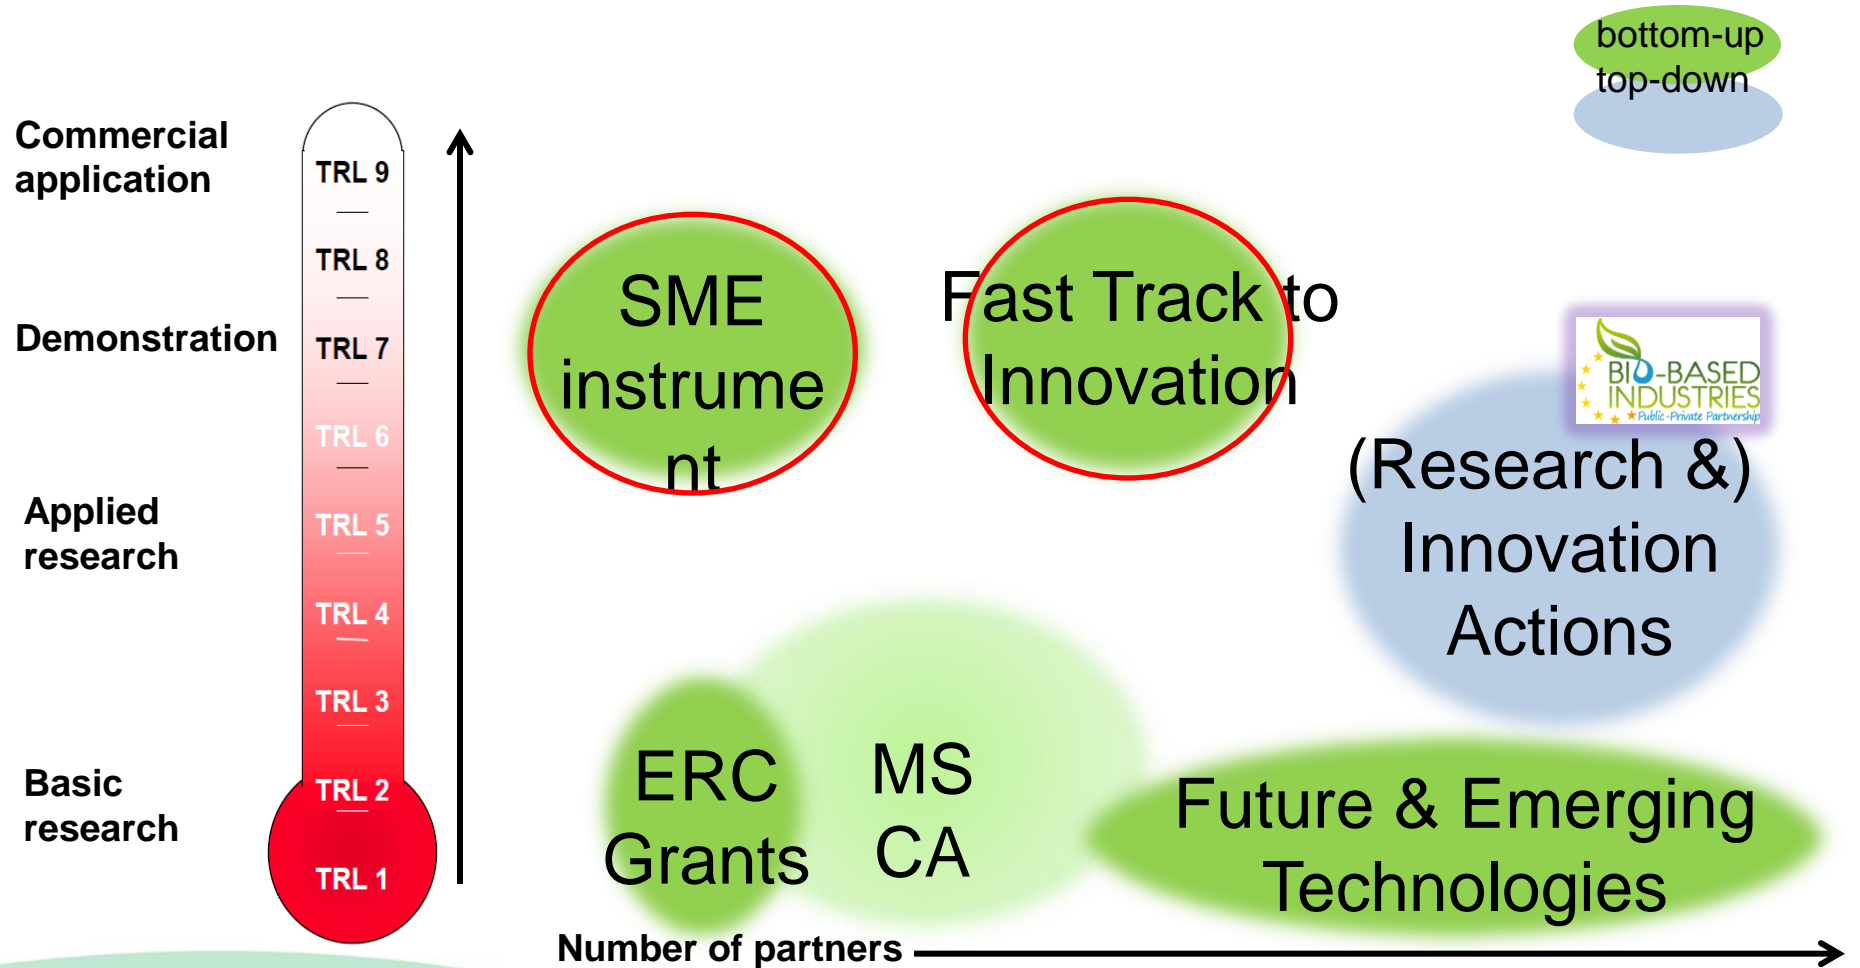 bottom-up
top-down
Commercial
application
Demonstration
Applied
research
Basic
research
TRL 9
TRL 8
TRL 7
TRL 6
TRL 5
TRL 4
TRL 3
TRL 2
TRL 1
SME
instrume
nt
Fast Track to
Innovation
BIO-BASED
INDUSTRIES
Public-Private Partnership
(Research &)
Innovation
Actions
ERC
Grants
MS
CA
Future & Emerging
Technologies
Number of partners